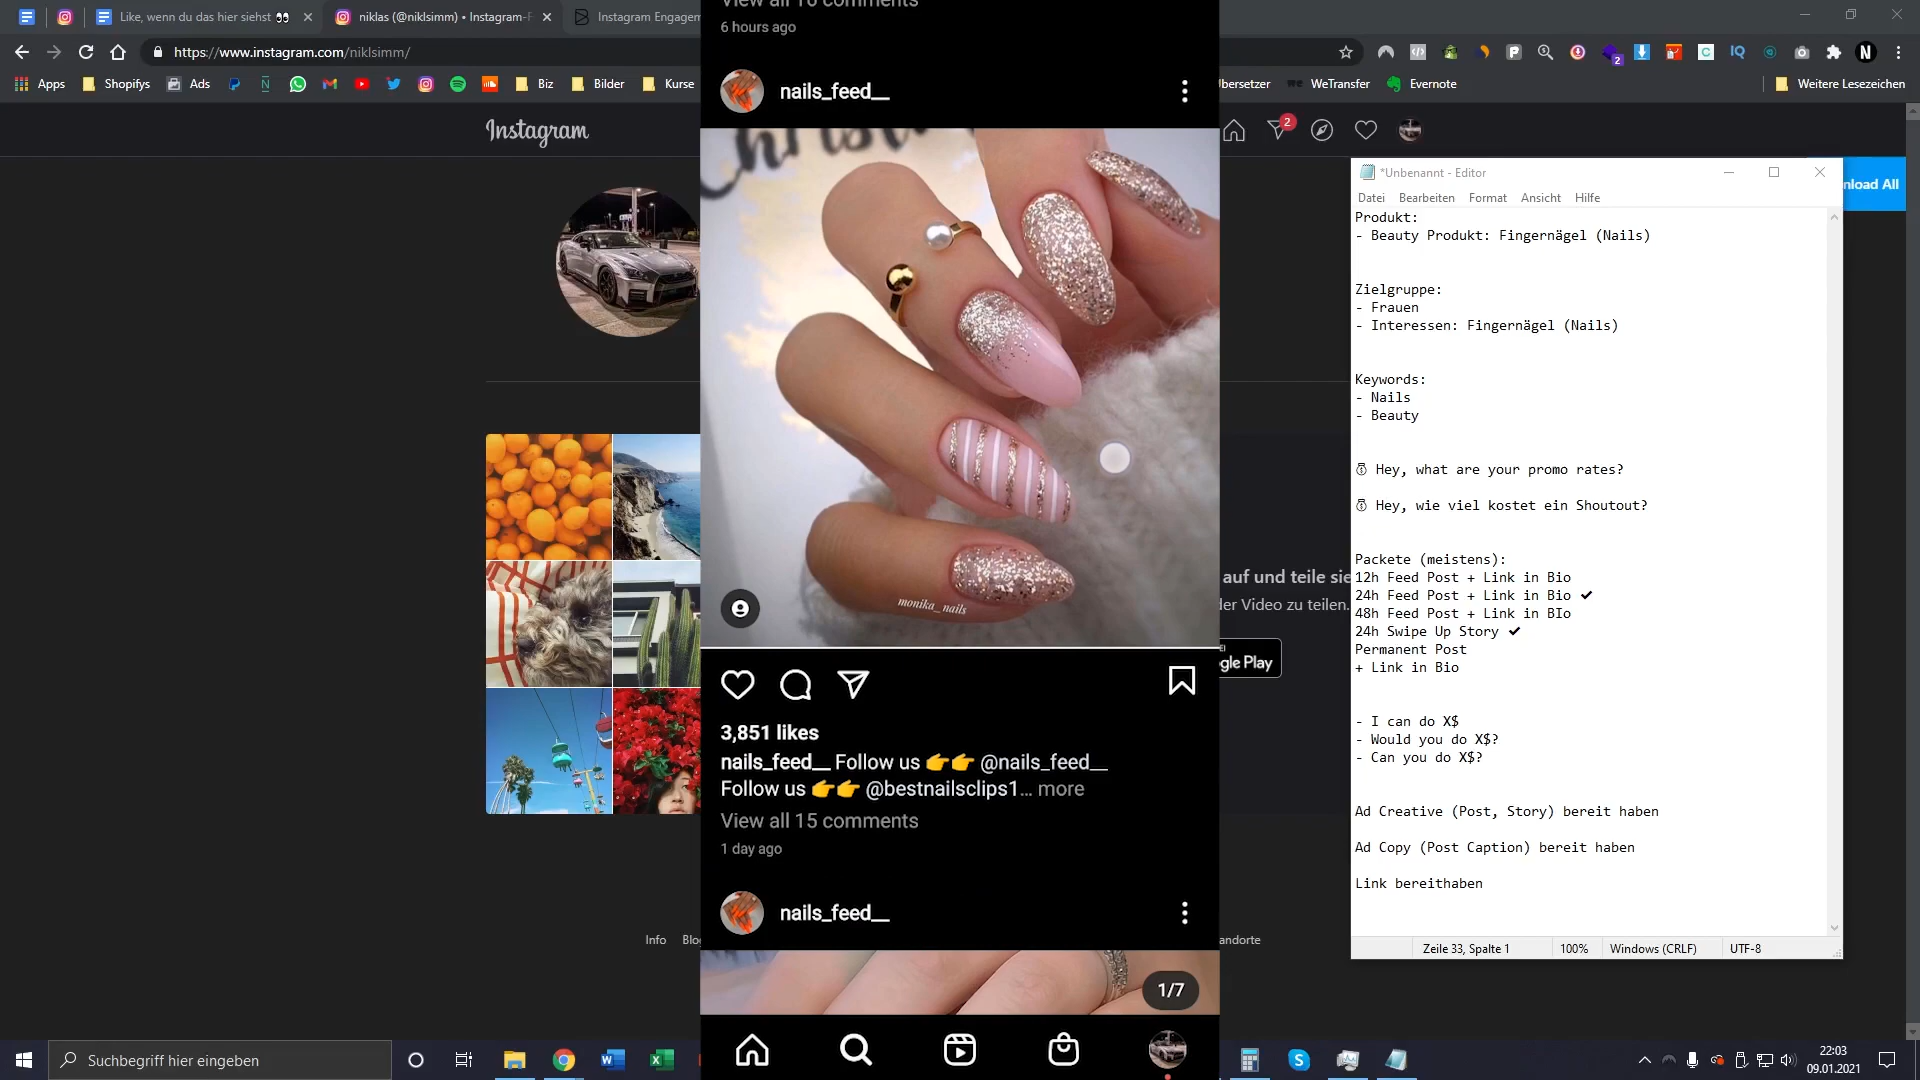 Like, wenn du das hier siehst 👀
niklas (@niklsimm) • Instagram-F
Instagram Engagem
https://www.instagram.com/niklsimm/
2
Apps
Shopifys
Ads
Biz
Bilder
Kurse
Übersetzer
WeTransfer
Evernote
Weitere Lesezeichen
Instagram
2
nload All
6 hours ago
nails_feed__
monika_nails
3,851 likes
nails_feed__ Follow us 👉👉 @nails_feed__
Follow us 👉👉 @bestnailsclips1... more
View all 15 comments
1 day ago
nails_feed__
1/7
auf und teile sie
der Video zu teilen.
gle Play
Info
Blog
andorte
*Unbenannt - Editor
Datei Bearbeiten Format Ansicht Hilfe
Produkt:
- Beauty Produkt: Fingernägel (Nails)
Zielgruppe:
- Frauen
- Interessen: Fingernägel (Nails)
Keywords:
- Nails
- Beauty
💰 Hey, what are your promo rates?
💰 Hey, wie viel kostet ein Shoutout?
Packete (meistens):
12h Feed Post + Link in Bio
24h Feed Post + Link in Bio ✔
48h Feed Post + Link in BIo
24h Swipe Up Story ✔
Permanent Post
+ Link in Bio
- I can do X$
- Would you do X$?
- Can you do X$?
Ad Creative (Post, Story) bereit haben
Ad Copy (Post Caption) bereit haben
Link bereithaben
Zeile 33, Spalte 1 100% Windows (CRLF) UTF-8
Suchbegriff hier eingeben
22:03
09.01.2021